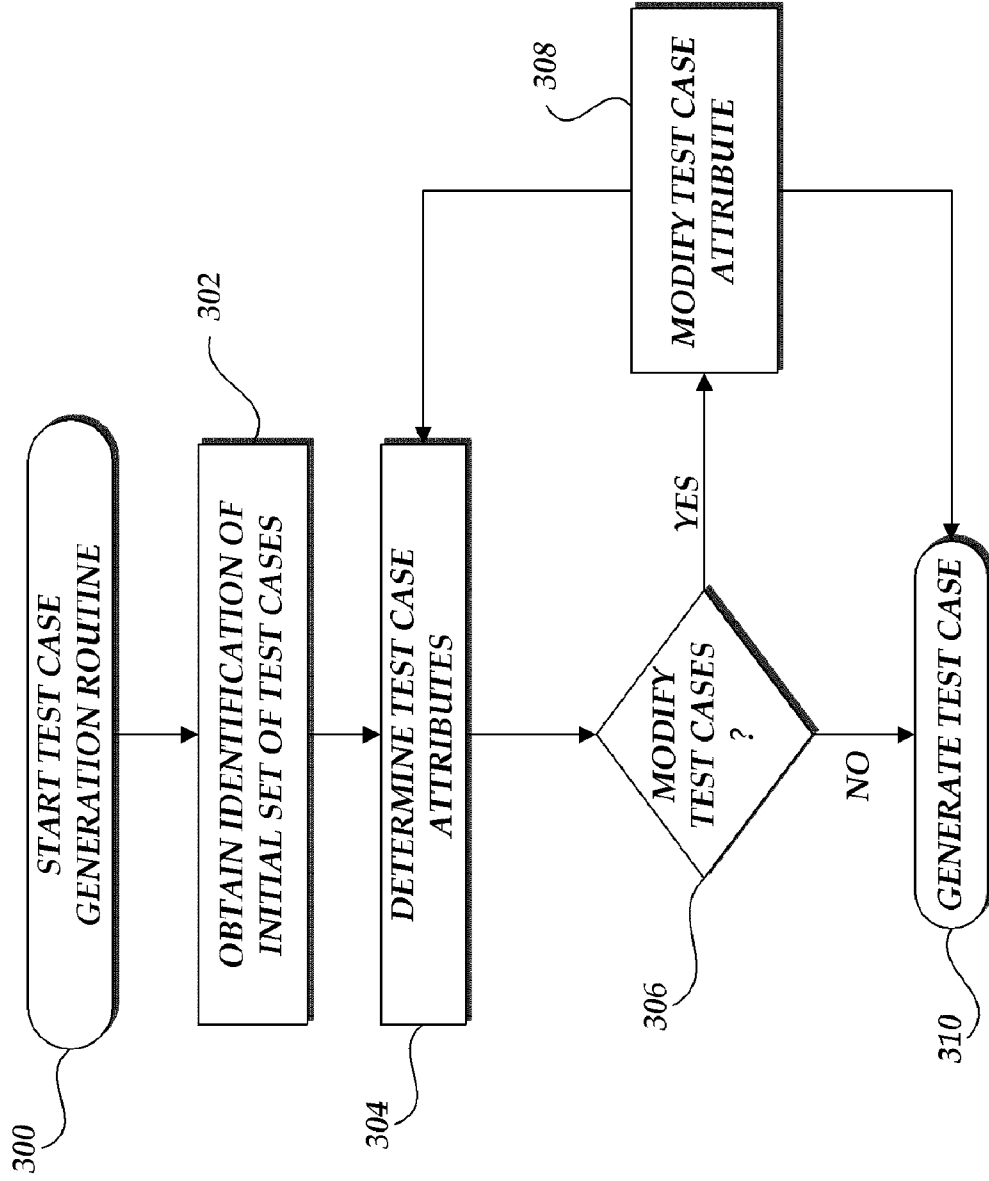 300
START TEST CASE
GENERATION ROUTINE
302
OBTAIN IDENTIFICATION OF
INITIAL SET OF TEST CASES
304
DETERMINE TEST CASE
ATTRIBUTES
306
MODIFY
TEST CASES
?
YES
308
MODIFY TEST CASE
ATTRIBUTE
NO
310
GENERATE TEST CASE